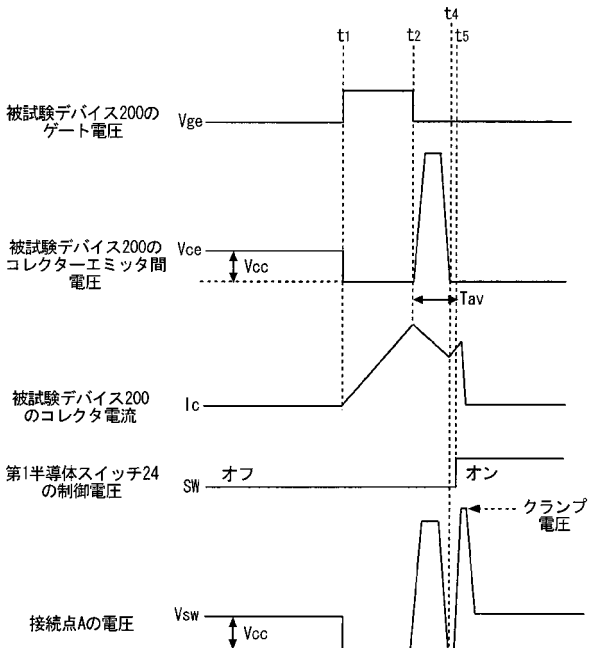 t4
t1
t2
t5
被試験デバイス200の
ゲート電圧
Vge
被試験デバイス200の
コレクターエミッタ間
電圧
Vce
Vcc
Tav
被試験デバイス200
のコレクタ電流
Ic
第1半導体スイッチ24
の制御電圧
SW
オフ
オン
クランプ
電圧
接続点Aの電圧
Vsw
Vcc